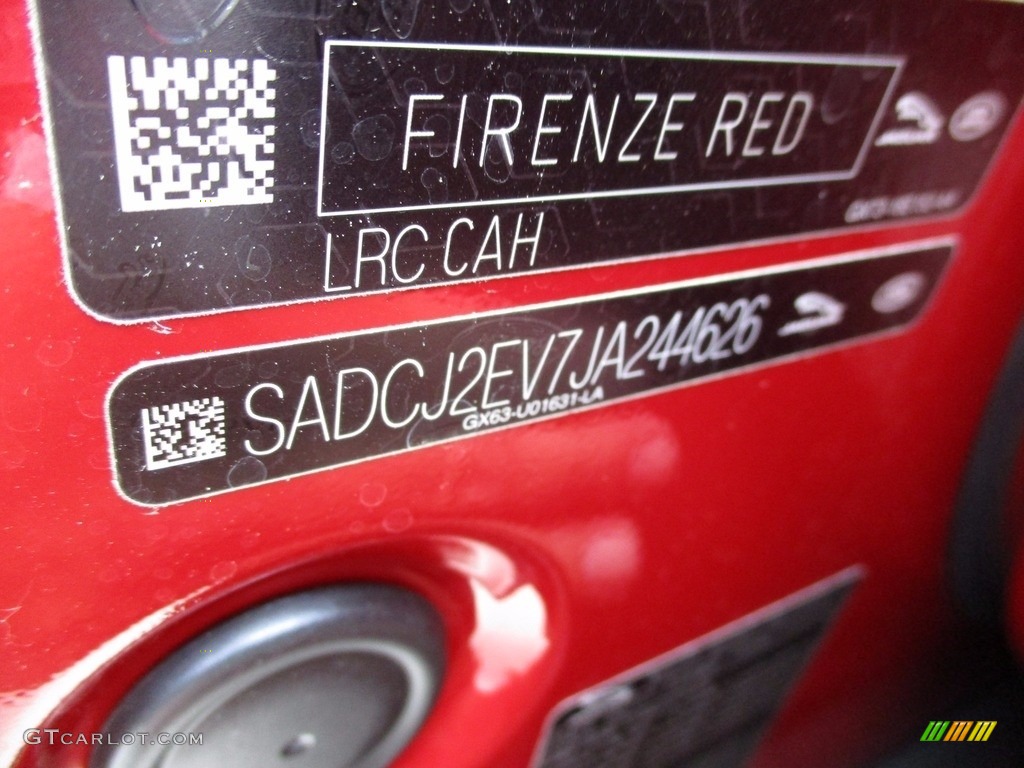 FIRENZE RED
LRC CAH
SADCJ2EV7JA244626
GX63-U01631-LA
GTCARLOT.COM